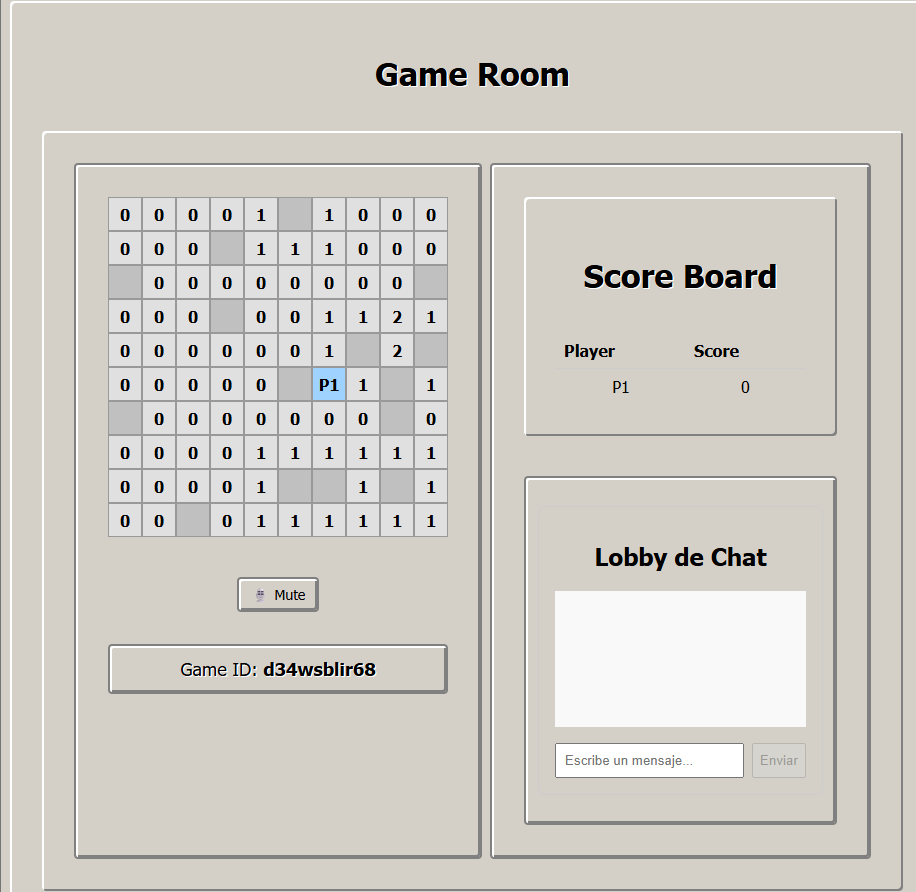 Game Room
0 0 0 0 1 1 0 0 0
0 0 0 1 1 1 0 0 0
0 0 0 0 0 0 0 0
0 0 0 0 0 1 1 2 1
0 0 0 0 0 0 1 2
0 0 0 0 0 P1 1 1
0 0 0 0 0 0 0 0
0 0 0 0 1 1 1 1 1 1
0 0 0 0 1 1 1
0 0 0 1 1 1 1 1 1
Mute
Game ID: d34wsblir68
Score Board
Player Score
P1 0
Lobby de Chat
Escribe un mensaje...
Enviar